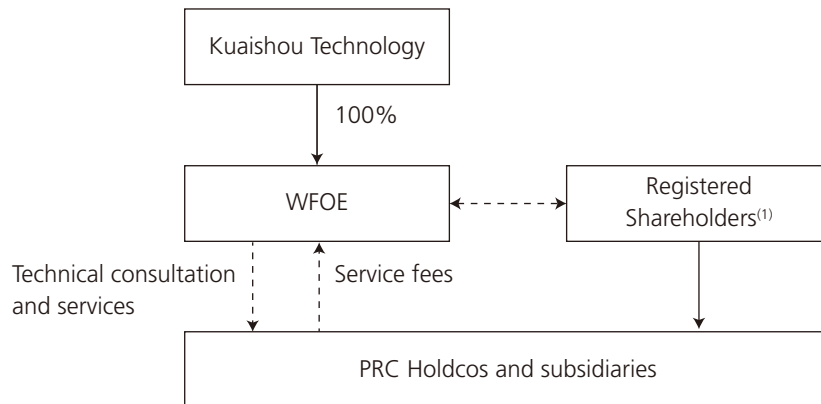 Kuaishou Technology
100%
WFOE
Registered
Shareholders(1)
Technical consultation
and services
Service fees
PRC Holdcos and subsidiaries